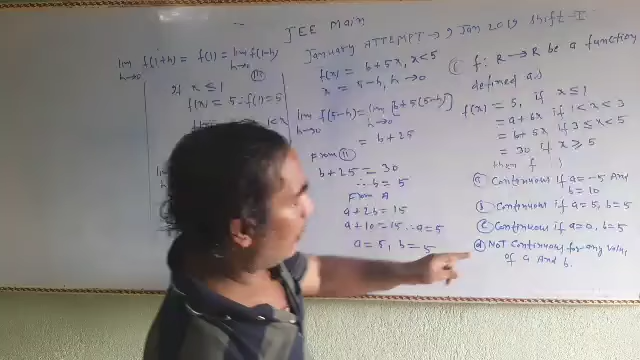 JEE Main
January ATTEMPT → 9 Jan 2019 Shift - I
lim f(1+h) = f(1) = lim f(1-h)
h→0 h→0
III
If x ≤ 1
f(x) = 5 ∴ f(1) = 5
1 < x
f(x) = b + 5x, x < 5
x = 5 - h, h → 0
lim f(5-h) = lim [b + 5(5-h)]
h→0 h→0
= b + 25
From II
b + 25 = 30
∴ b = 5
From A
a + 2b = 15
a + 10 = 15 ∴ a = 5
a = 5, b = 5
f: R → R be a function
defined as
f(x) = 5, if x ≤ 1
= a + bx if 1 < x < 3
= b + 5x if 3 ≤ x < 5
= 30 if x ≥ 5
then f
a Continuous if a = -5 And
b = 10
b Continuous if a = 5, b = 5
c Continuous if a = 0, b = 5
d NOT Continuous for any value
of a And b.